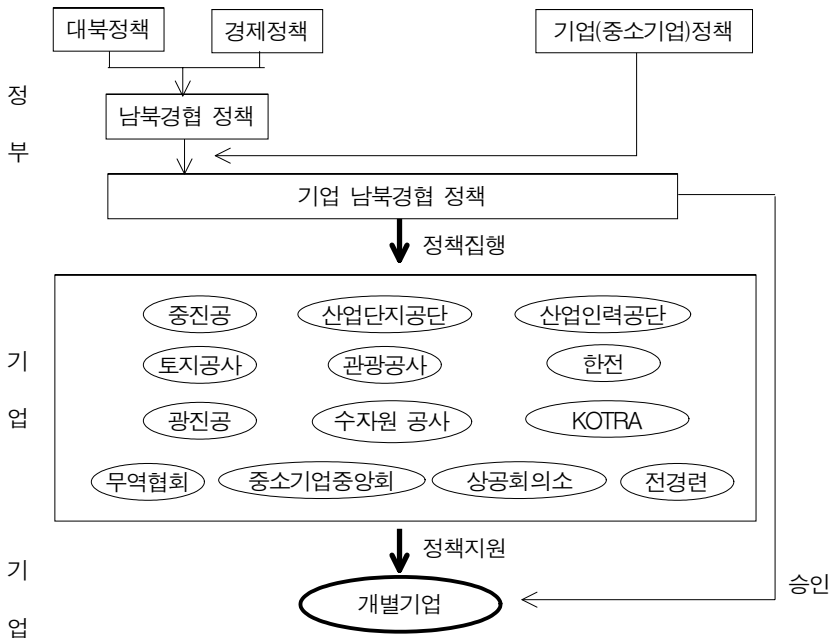 대북정책 경제정책 기업(중소기업)정책
정
남북경협 정책
부
기업 남북경협 정책
정책집행
중진공 산업단지공단 산업인력공단
기
토지공사 관광공사 한전
업
광진공 수자원 공사 KOTRA
무역협회 중소기업중앙회 상공회의소 전경련
정책지원
기
승인
개별기업
업